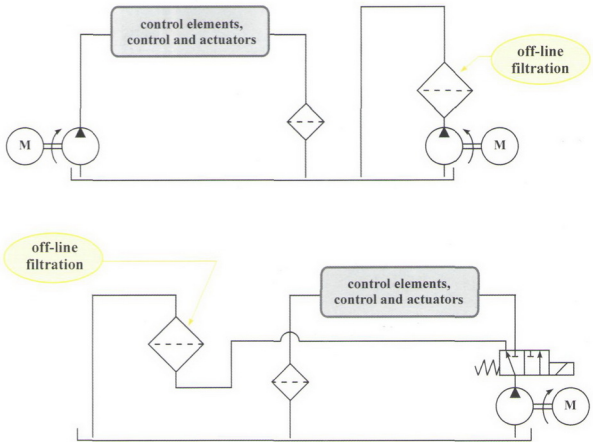 control elements,
control and actuators
off-line
filtration
M
M
off-line
filtration
control elements,
control and actuators
M